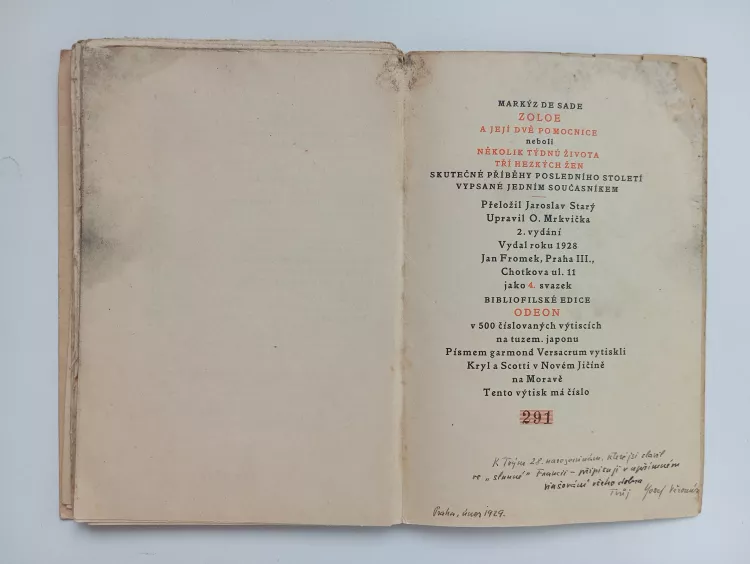 MARKÝZ DE SADE
ZOLOE
A JEJÍ DVĚ POMOCNICE
neboli
NĚKOLIK TÝDNŮ ŽIVOTA
TŘÍ HEZKÝCH ŽEN
SKUTEČNÉ PŘÍBĚHY POSLEDNÍHO STOLETÍ
VYPSANÉ JEDNÍM SOUČASNÍKEM
Přeložil Jaroslav Starý
Upravil O. Mrkvička
2. vydání
Vydal roku 1928
Jan Fromek, Praha III.,
Chotkova ul. 11
jako 4. svazek
BIBLIOFILSKÉ EDICE
ODEON
v 500 číslovaných výtiscích
na tuzem. japonu
Písmem garmond Versacrum vytiskli
Kryl a Scotti v Novém Jičíně
na Moravě
Tento výtisk má číslo
291
K Tvým 28. narozeninám, které jsi slavil
ve „slunné" Francii – připisuji v upřímném
všeho dobra
Tvůj Josef
Praha, únor 1929.